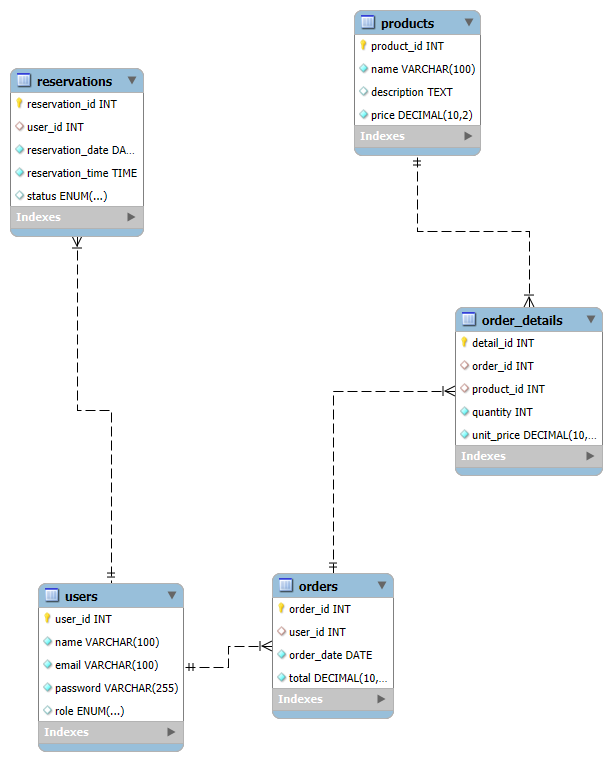 products
product_id INT
name VARCHAR(100)
description TEXT
price DECIMAL(10,2)
Indexes
reservations
reservation_id INT
user_id INT
reservation_date DA...
reservation_time TIME
status ENUM(...)
Indexes
order_details
detail_id INT
order_id INT
product_id INT
quantity INT
unit_price DECIMAL(10,...
Indexes
users
user_id INT
name VARCHAR(100)
email VARCHAR(100)
password VARCHAR(255)
role ENUM(...)
Indexes
orders
order_id INT
user_id INT
order_date DATE
total DECIMAL(10,...
Indexes